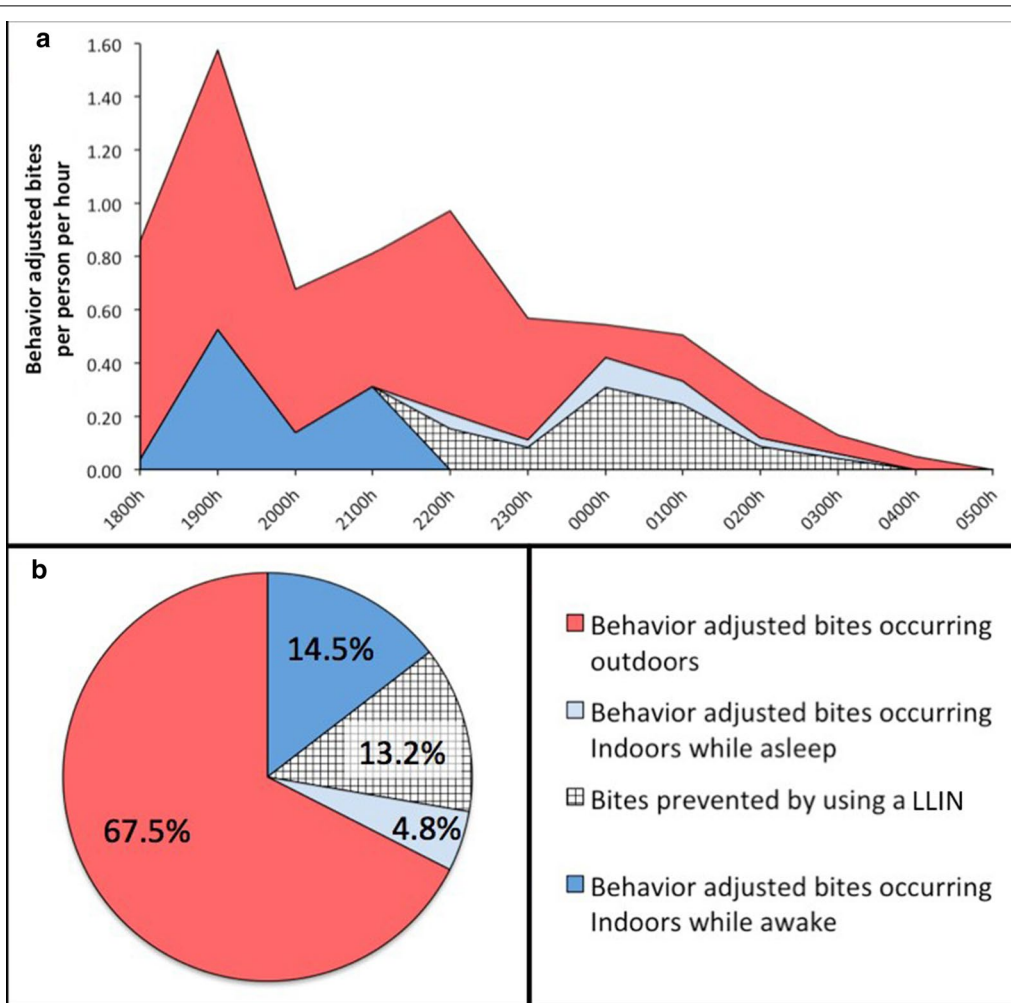 a
Behavior adjusted bites
per person per hour
1.60
1.40
1.20
1.00
0.80
0.60
0.40
0.20
0.00
1800h
1900h
2000h
2100h
2200h
2300h
0000h
0100h
0200h
0300h
0400h
0500h
b
14.5%
13.2%
4.8%
67.5%
Behavior adjusted bites occurring
outdoors
Behavior adjusted bites occurring
Indoors while asleep
Bites prevented by using a LLIN
Behavior adjusted bites occurring
Indoors while awake